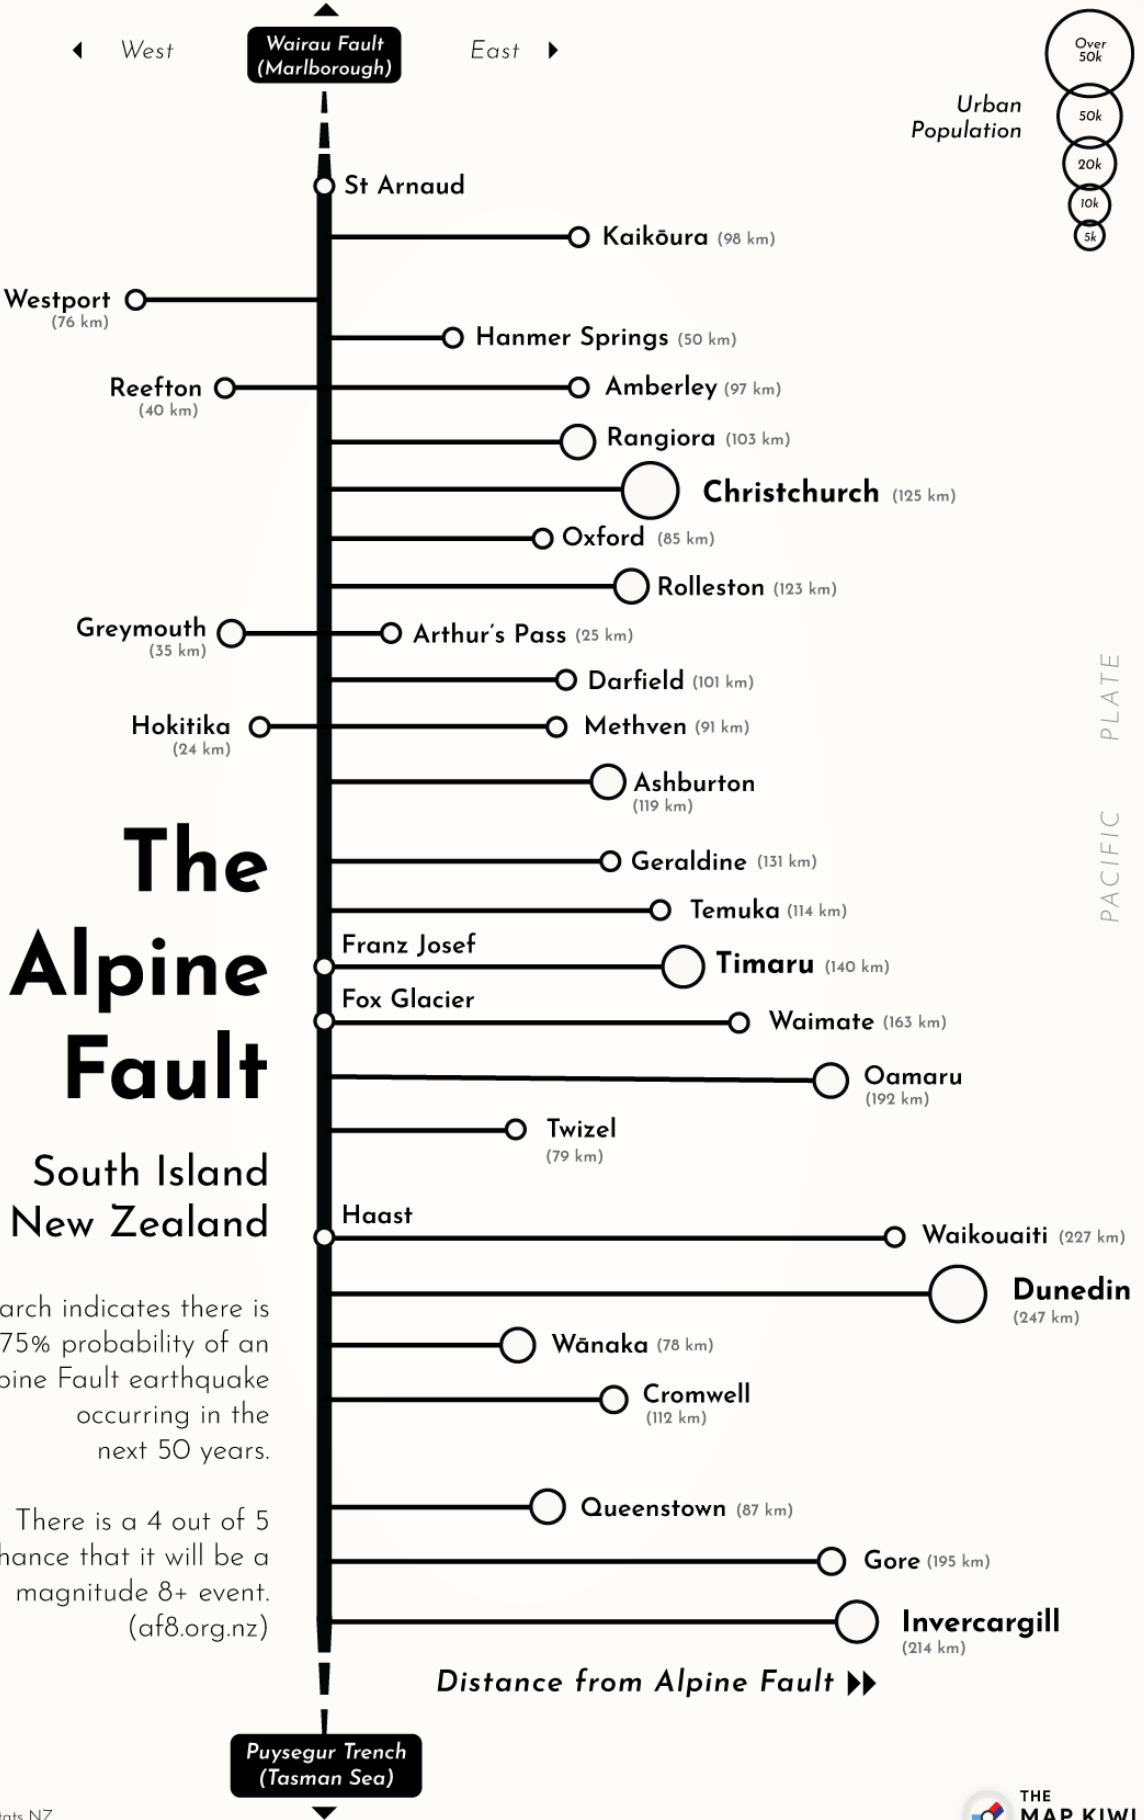 West
Wairau Fault
(Marlborough)
East
Over
50k
Urban
Population
50k
20k
10k
5k
St Arnaud
Kaikōura (98 km)
Westport
(76 km)
Hanmer Springs (50 km)
Reefton
(40 km)
Amberley (97 km)
Rangiora (103 km)
Christchurch (125 km)
Oxford (85 km)
Rolleston (123 km)
Greymouth
(35 km)
Arthur's Pass (25 km)
Darfield (101 km)
Hokitika
(24 km)
Methven (91 km)
Ashburton
(119 km)
PACIFIC PLATE
Geraldine (131 km)
Temuka (114 km)
Franz Josef
Timaru (140 km)
Fox Glacier
Waimate (163 km)
Oamaru
(192 km)
Twizel
(79 km)
Haast
Waikouaiti (227 km)
Dunedin
(247 km)
Wānaka (78 km)
Cromwell
(112 km)
Queenstown (87 km)
Gore (195 km)
Invercargill
(214 km)
The
Alpine
Fault
South Island
New Zealand
arch indicates there is
75% probability of an
pine Fault earthquake
occurring in the
next 50 years.
There is a 4 out of 5
hance that it will be a
magnitude 8+ event.
(af8.org.nz)
Distance from Alpine Fault
Puysegur Trench
(Tasman Sea)
tats NZ
THE
MAP KIWI